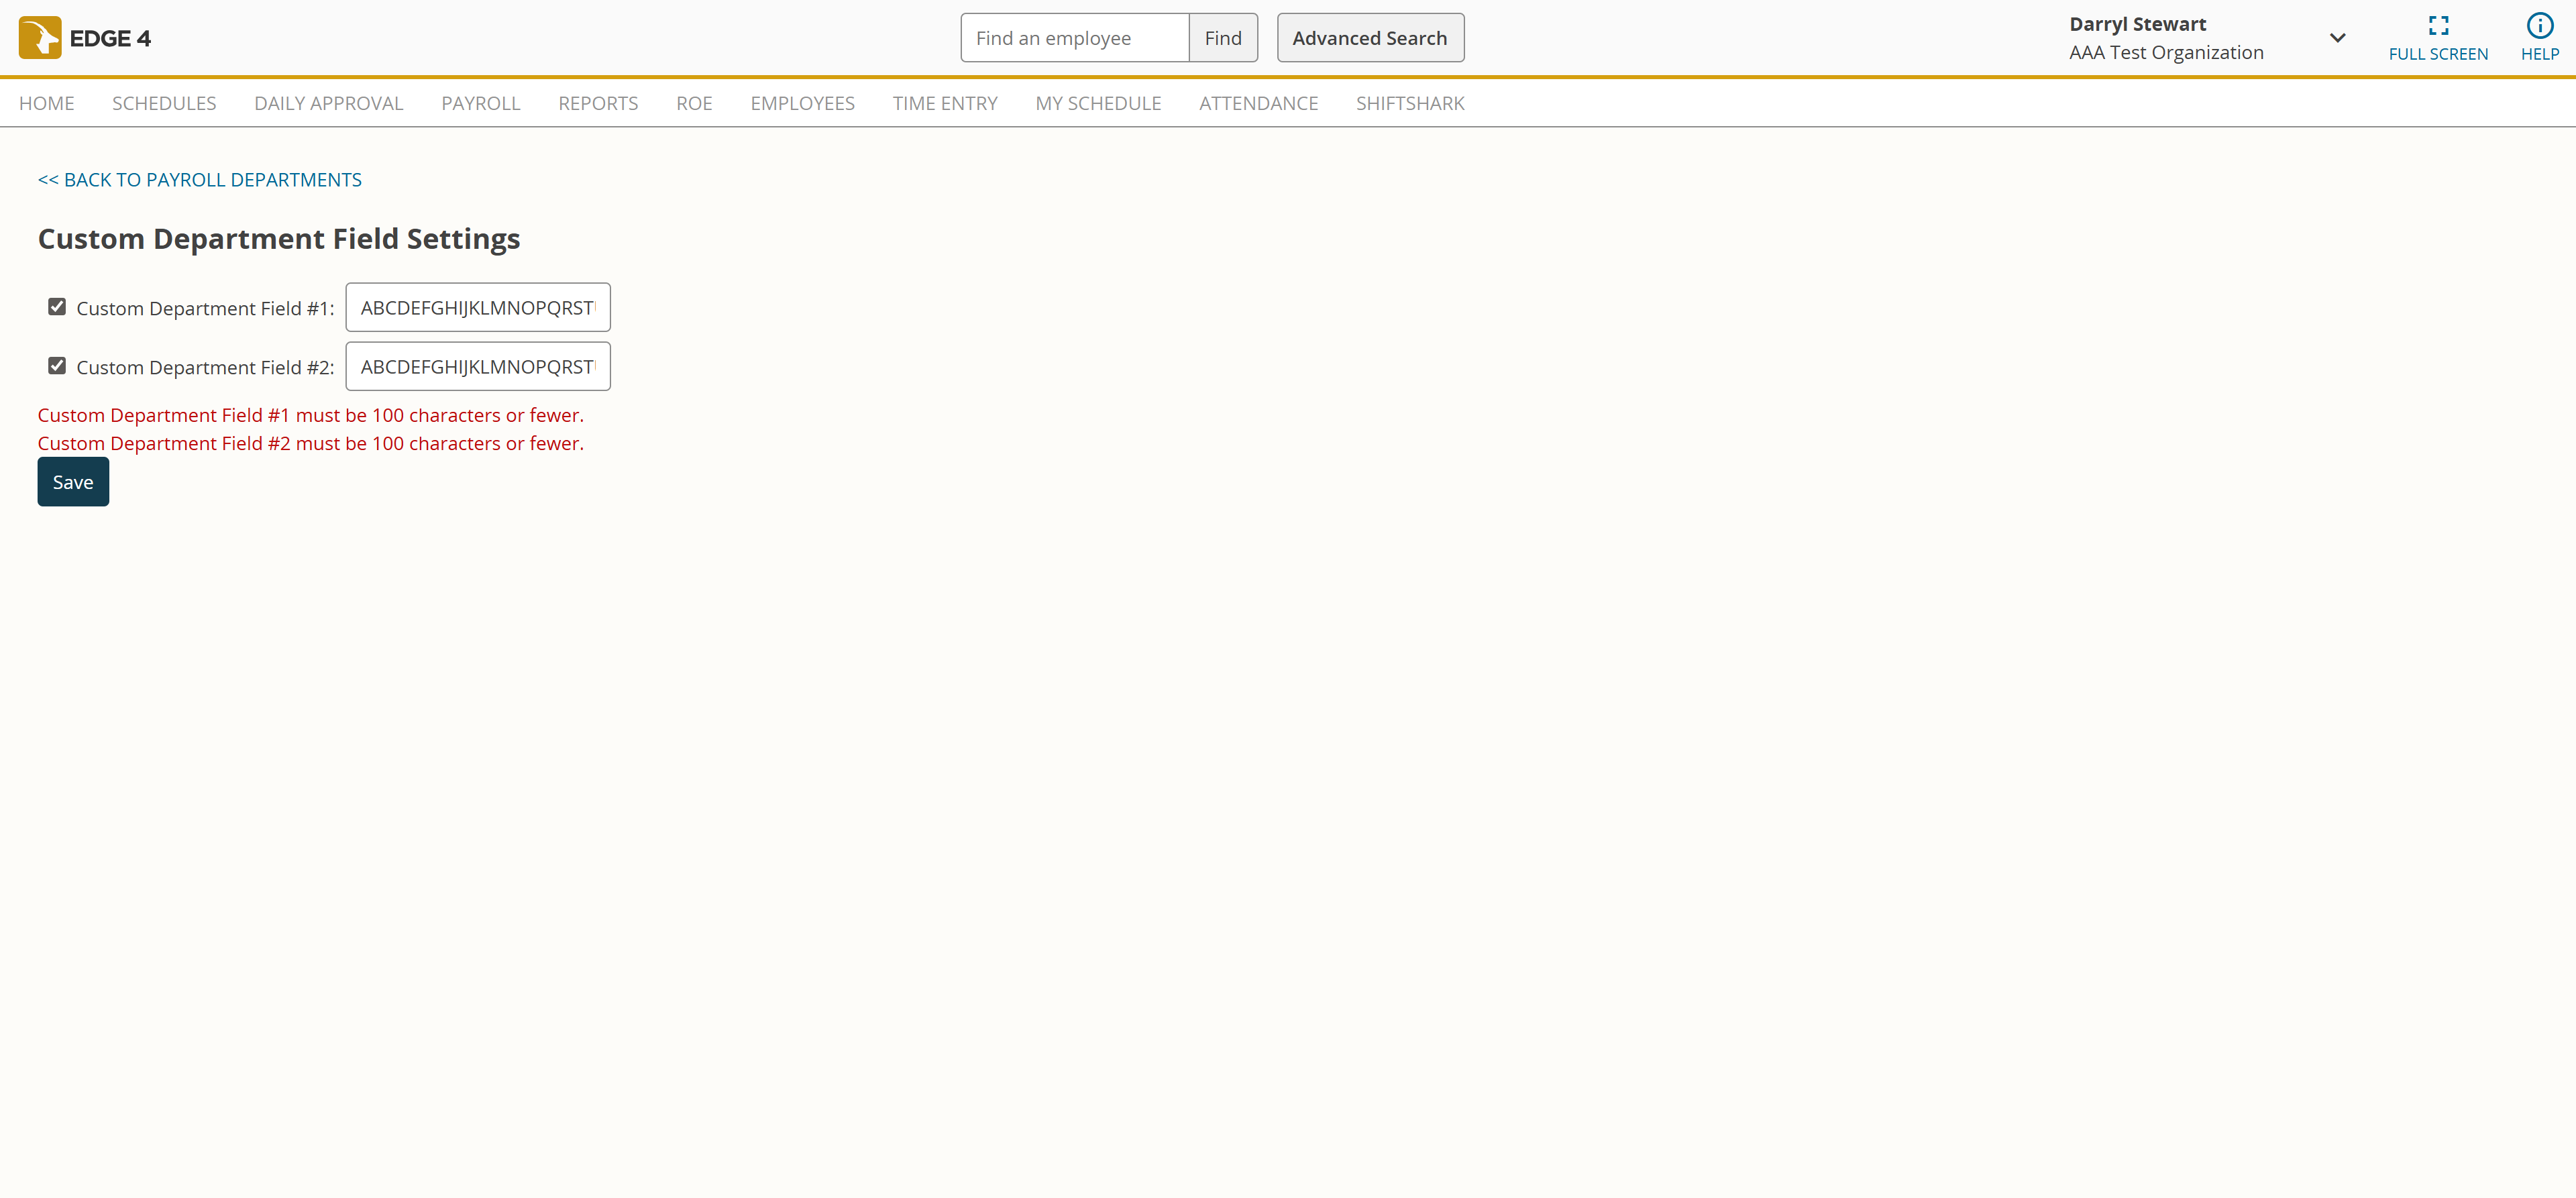 EDGE 4
Find an employee
Find
Advanced Search
Darryl Stewart
AAA Test Organization
FULL SCREEN
HELP
HOME SCHEDULES DAILY APPROVAL PAYROLL REPORTS ROE EMPLOYEES TIME ENTRY MY SCHEDULE ATTENDANCE SHIFTSHARK
<< BACK TO PAYROLL DEPARTMENTS
Custom Department Field Settings
Custom Department Field #1: ABCDEFGHIJKLMNOPQRST
Custom Department Field #2: ABCDEFGHIJKLMNOPQRST
Custom Department Field #1 must be 100 characters or fewer.
Custom Department Field #2 must be 100 characters or fewer.
Save